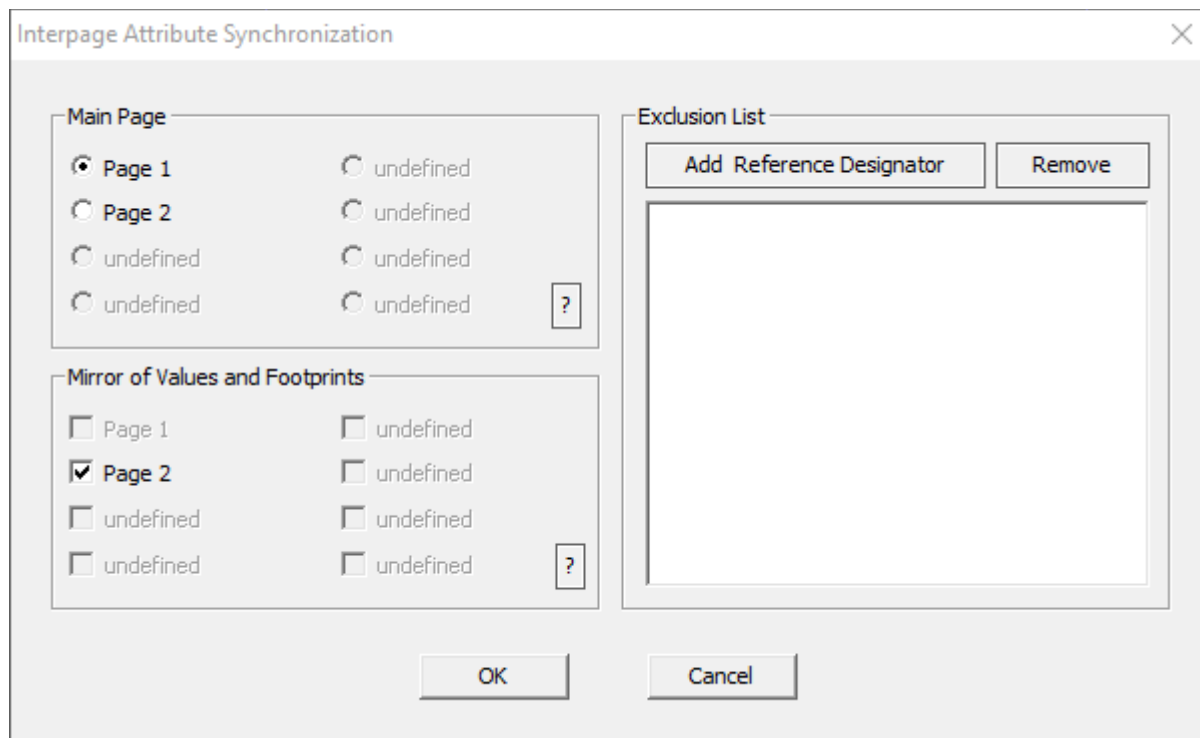 Interpage Attribute Synchronization
Main Page
Page 1 undefined
Page 2 undefined
undefined undefined
undefined undefined
?
Mirror of Values and Footprints
Page 1 undefined
Page 2 undefined
undefined undefined
undefined undefined
?
Exclusion List
Add Reference Designator Remove
OK Cancel